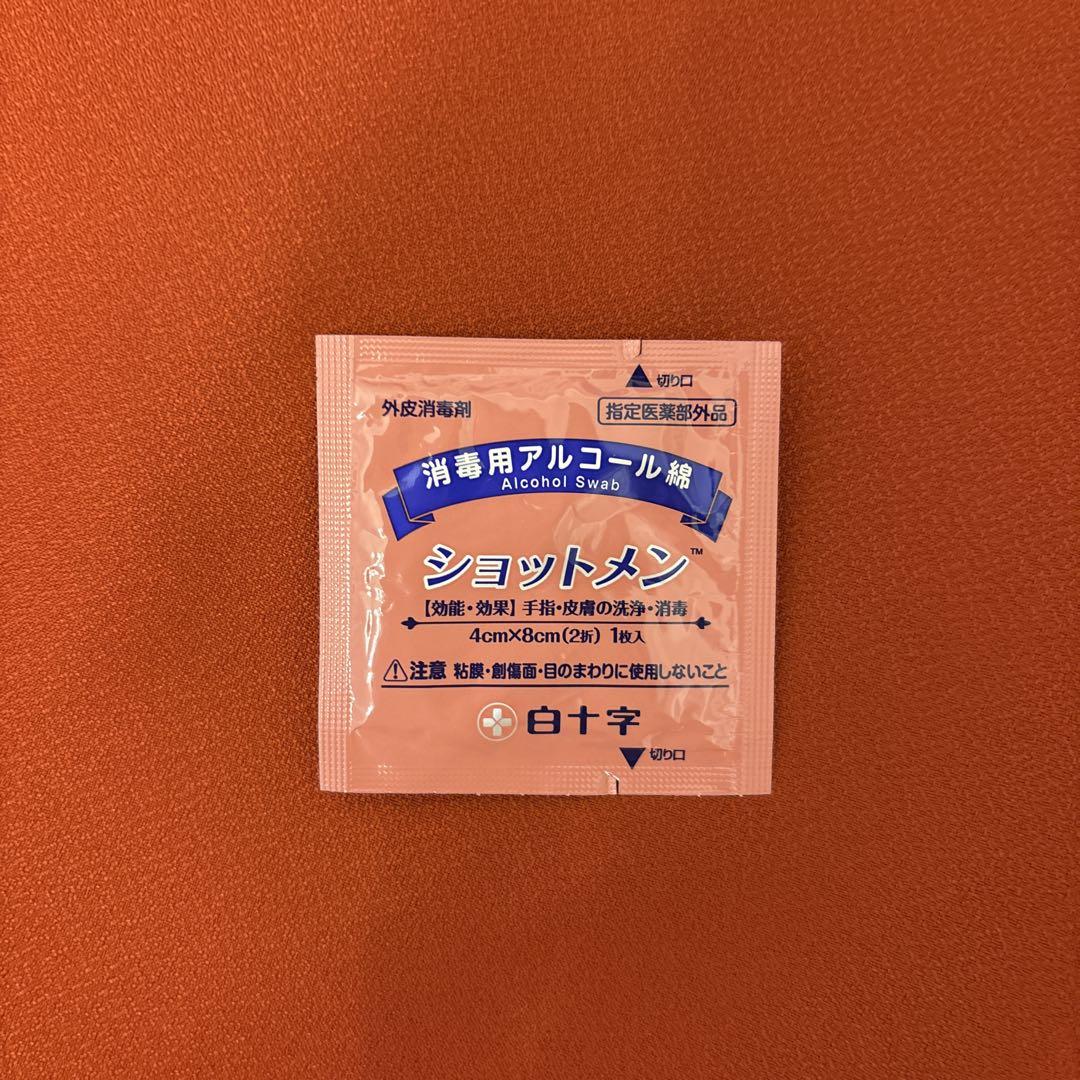 切り口
外皮消毒剤
指定医薬部外品
消毒用アルコール綿
Alcohol Swab
ショットメン™
【効能・効果】手指・皮膚の洗浄・消毒
4cm×8cm(2折) 1枚入
注意 粘膜・創傷面・目のまわりに使用しないこと
白十字
切り口